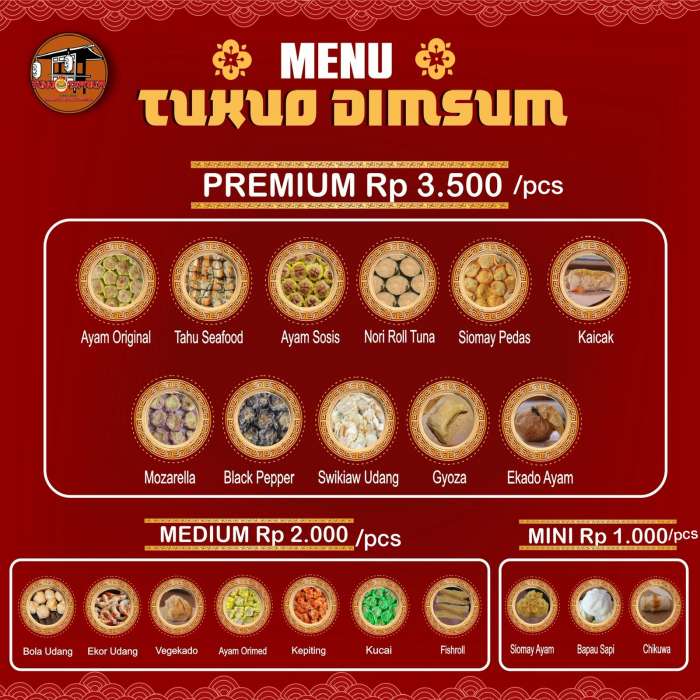 MENU
TUKUO DIMSUM
PREMIUM Rp 3.500 /pcs
Ayam Original Tahu Seafood Ayam Sosis Nori Roll Tuna Siomay Pedas Kaicak
Mozarella Black Pepper Swikiaw Udang Gyoza Ekado Ayam
MEDIUM Rp 2.000 /pcs
Bola Udang Ekor Udang Vegekado Ayam Orimed Kepiting Kucai Fishroll
MINI Rp 1.000 /pcs
Siomay Ayam Bapau Sapi Chikuwa